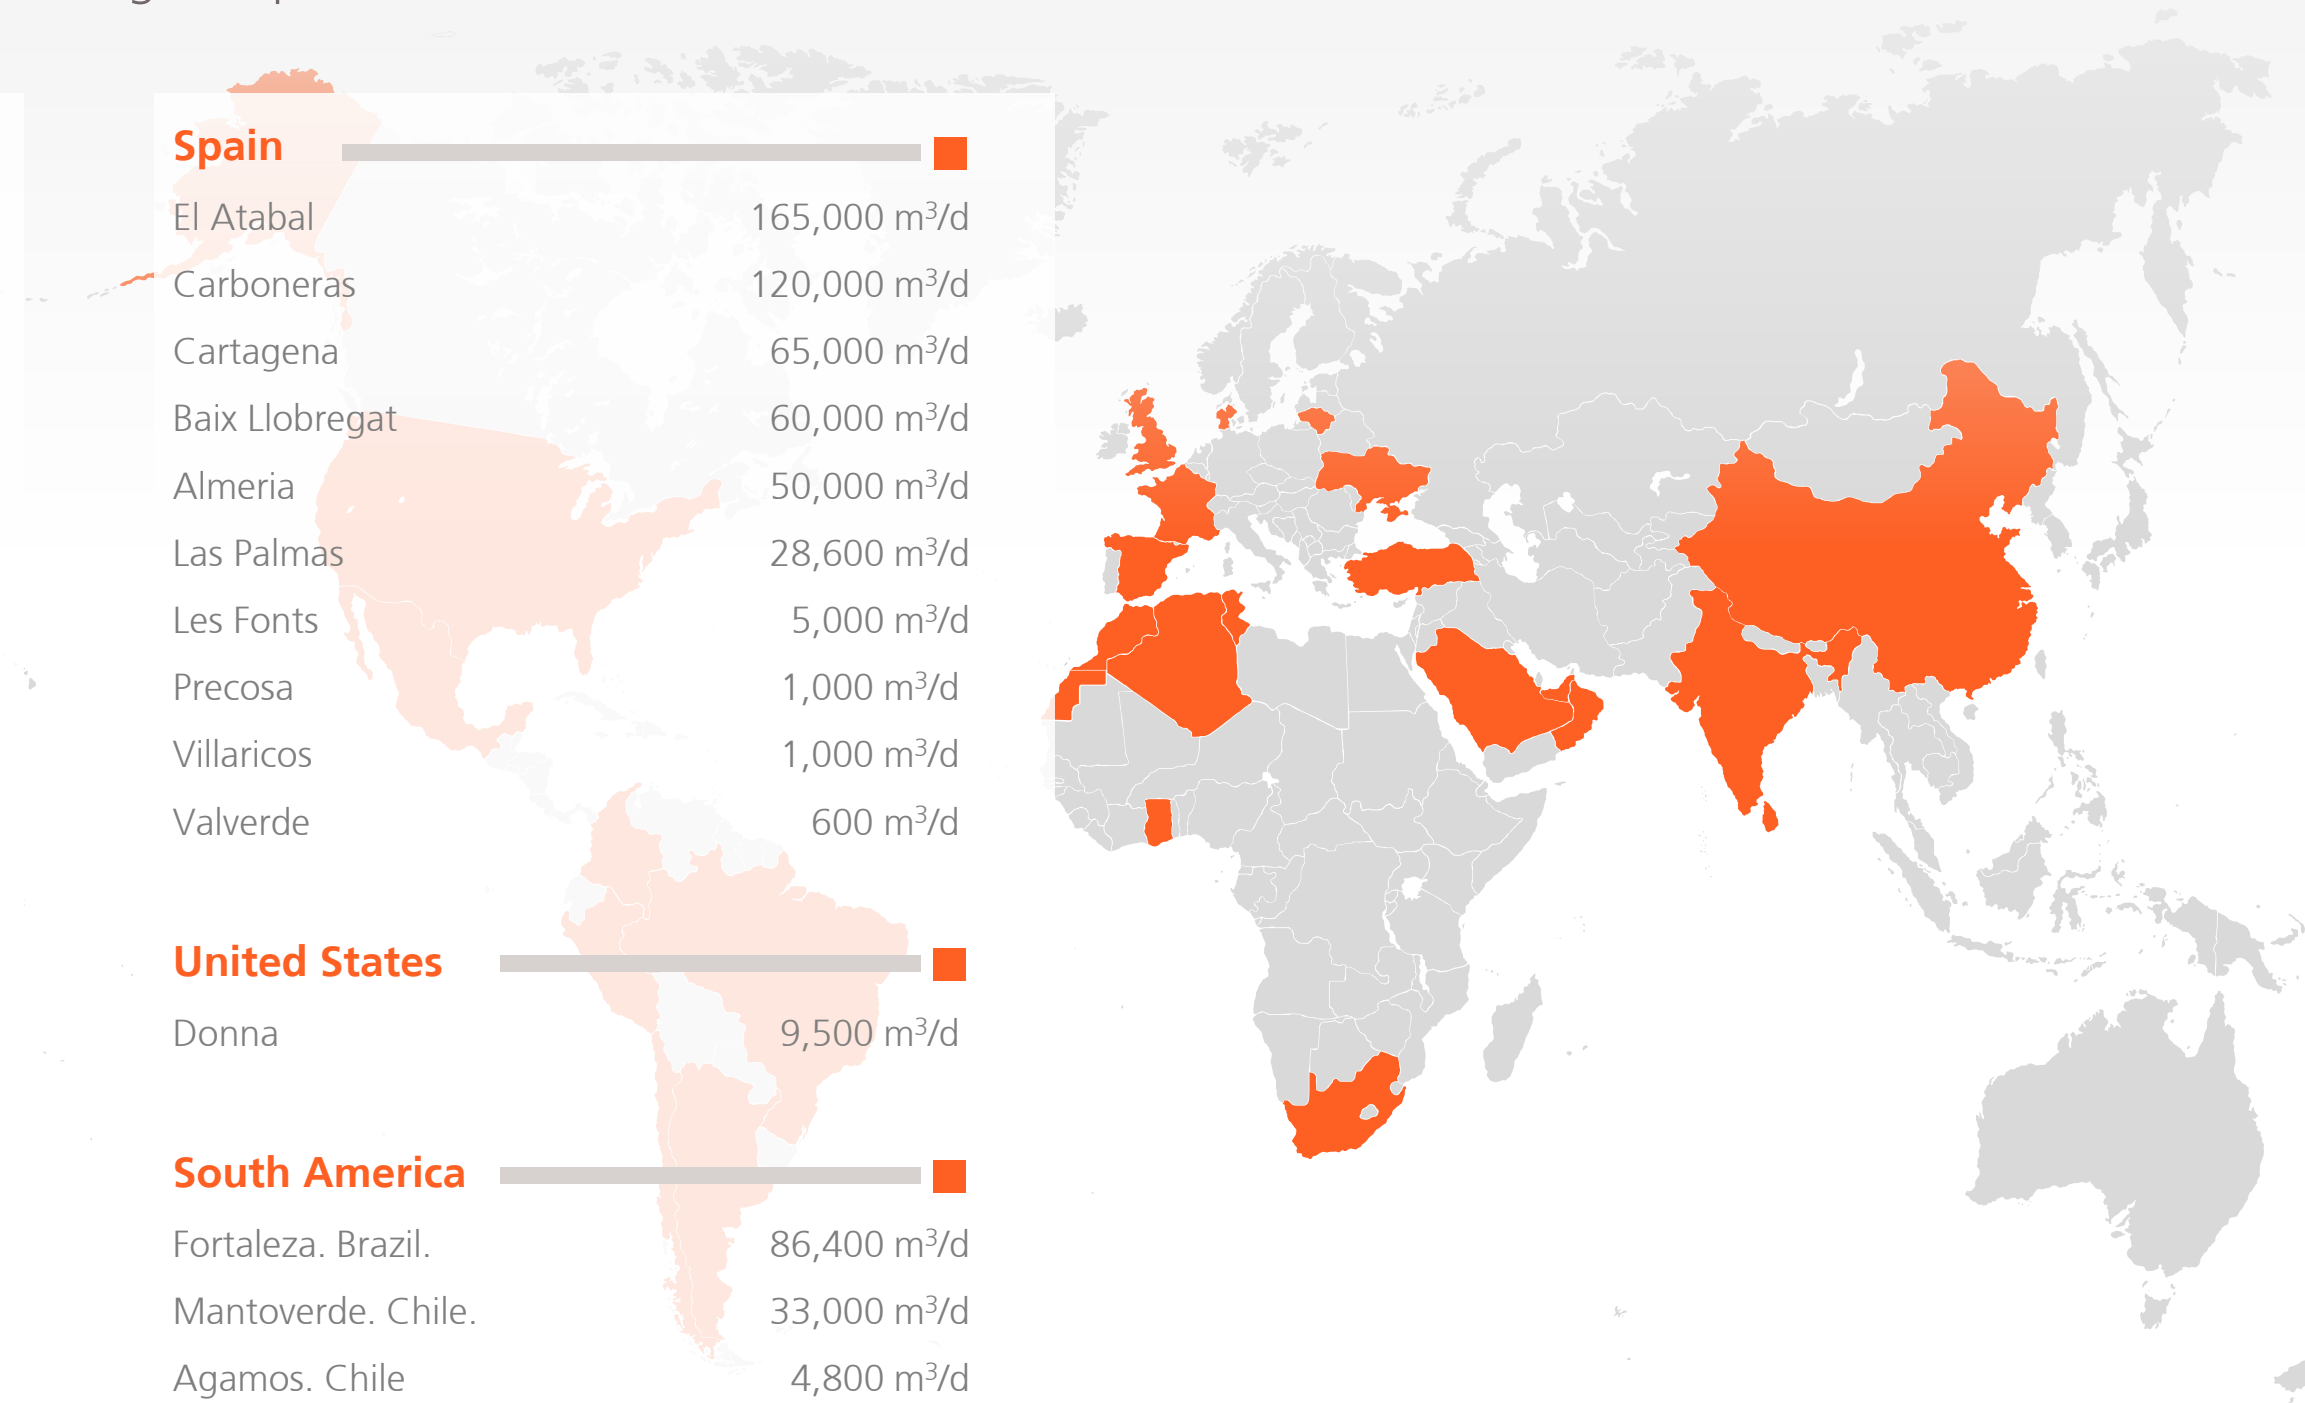 Spain
El Atabal 165,000 m³/d
Carboneras 120,000 m³/d
Cartagena 65,000 m³/d
Baix Llobregat 60,000 m³/d
Almeria 50,000 m³/d
Las Palmas 28,600 m³/d
Les Fonts 5,000 m³/d
Precosa 1,000 m³/d
Villaricos 1,000 m³/d
Valverde 600 m³/d
United States
Donna 9,500 m³/d
South America
Fortaleza. Brazil. 86,400 m³/d
Mantoverde. Chile. 33,000 m³/d
Agamos. Chile 4,800 m³/d